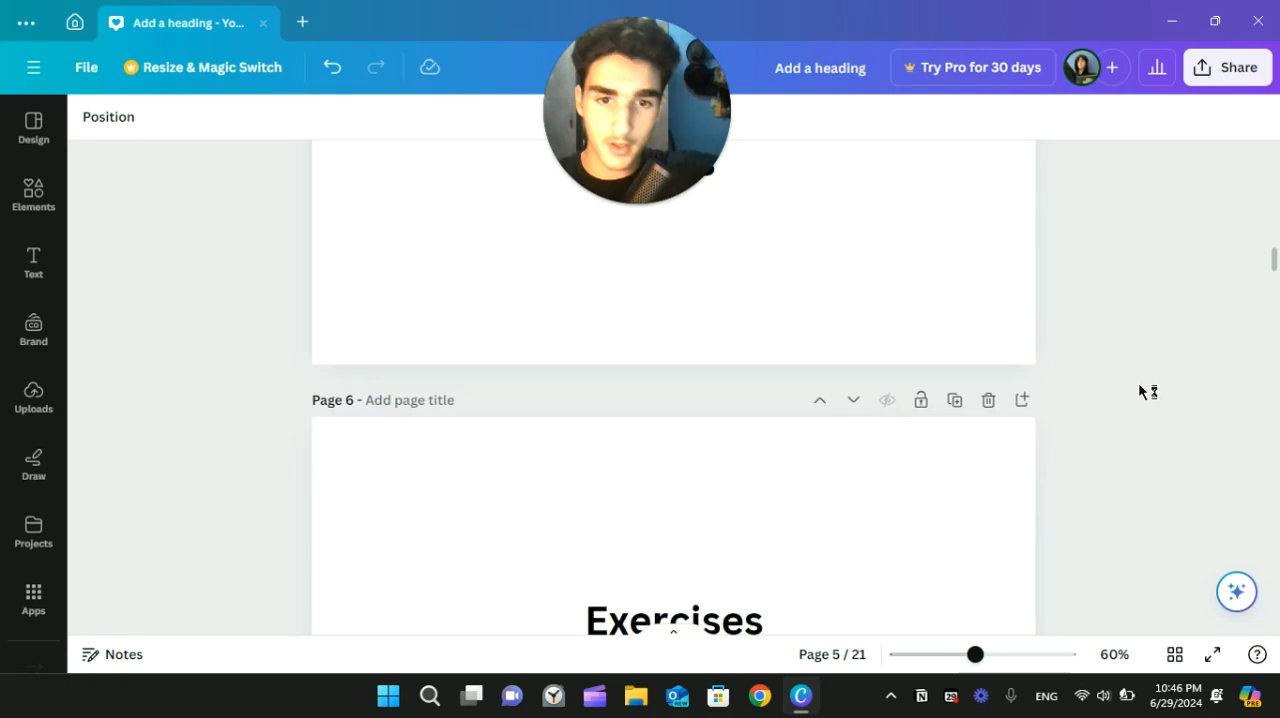 Add a heading - Yo...
File
Resize & Magic Switch
Add a heading
Try Pro for 30 days
Share
Design
Elements
Text
Brand
Uploads
Draw
Projects
Apps
Position
Page 6 - Add page title
Exercises
Notes
Page 5 / 21
60%
ENG
10:46 PM
6/29/2024